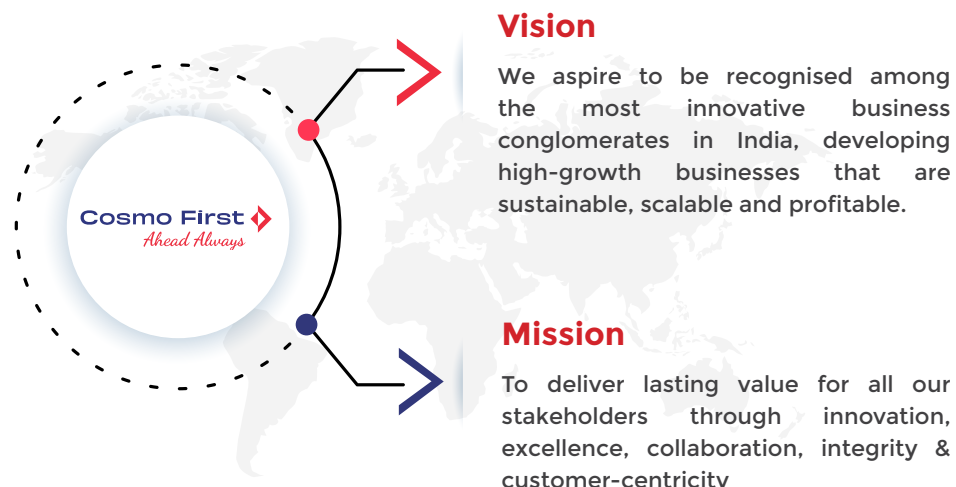 Cosmo First
Ahead Always
Vision
We aspire to be recognised among
the most innovative business
conglomerates in India, developing
high-growth businesses that are
sustainable, scalable and profitable.
Mission
To deliver lasting value for all our
stakeholders through innovation,
excellence, collaboration, integrity &
customer-centricity